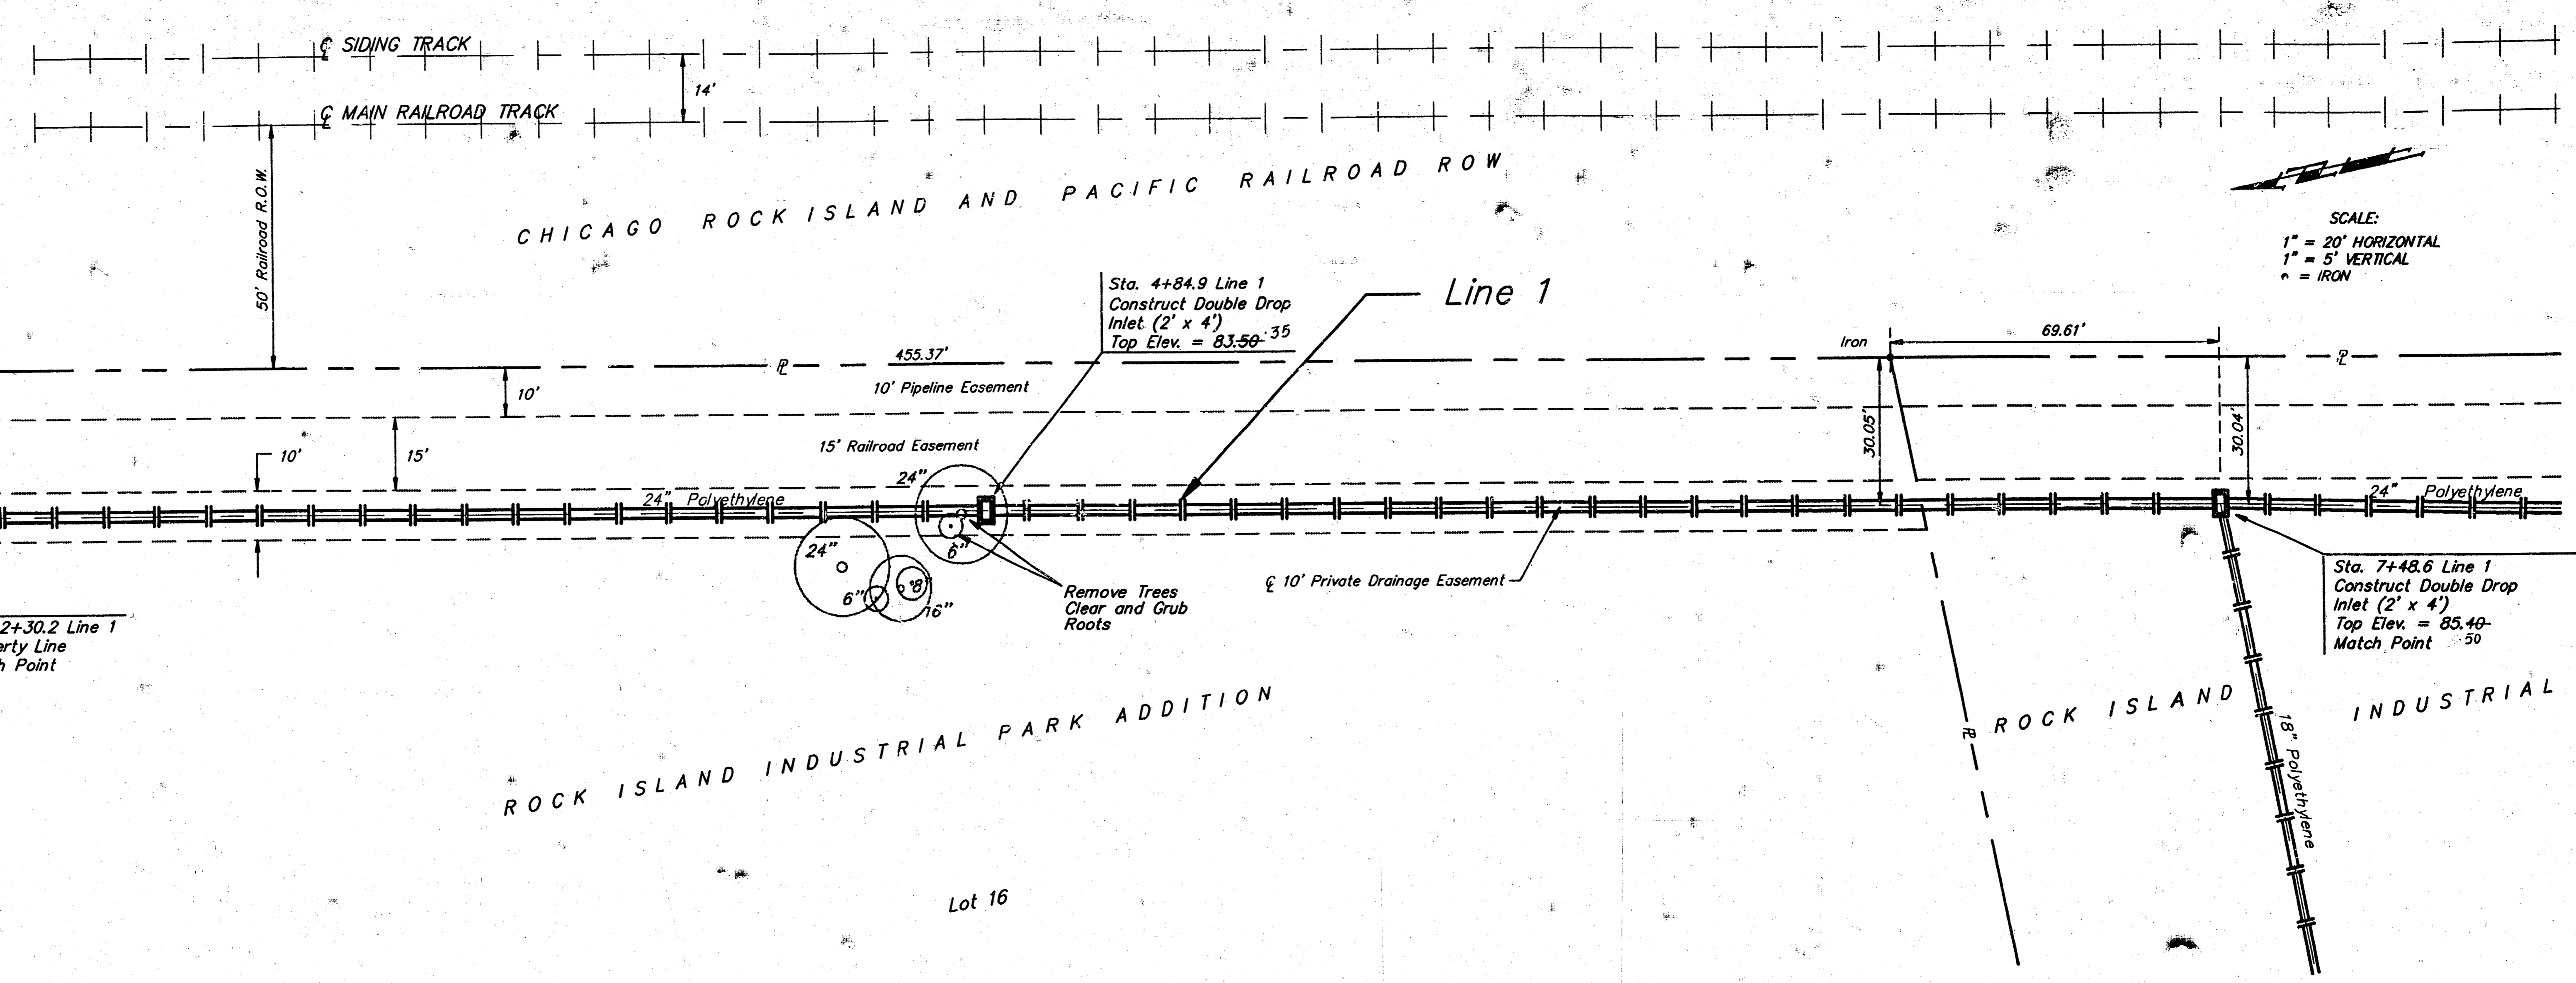 ℄ SIDING TRACK
14'
℄ MAIN RAILROAD TRACK
50' Railroad R.O.W.
CHICAGO ROCK ISLAND AND PACIFIC RAILROAD ROW
SCALE:
1" = 20' HORIZONTAL
1" = 5' VERTICAL
= IRON
Sta. 4+84.9 Line 1
Construct Double Drop
Inlet (2' x 4')
Top Elev. = 83.50 .35
Line 1
455.37'
℄
Iron
69.61'
10' Pipeline Easement
10'
15' Railroad Easement
15'
10'
30.05'
30.04'
24" Polyethylene
24"
24" Polyethylene
24"
6"
6"
8"
16"
Remove Trees
Clear and Grub
Roots
℄ 10' Private Drainage Easement
Sta. 7+48.6 Line 1
Construct Double Drop
Inlet (2' x 4')
Top Elev. = 85.40
Match Point .50
2+30.2 Line 1
erty Line
h Point
ROCK ISLAND INDUSTRIAL PARK ADDITION
ROCK ISLAND INDUSTRIAL
18" Polyethylene
Lot 16